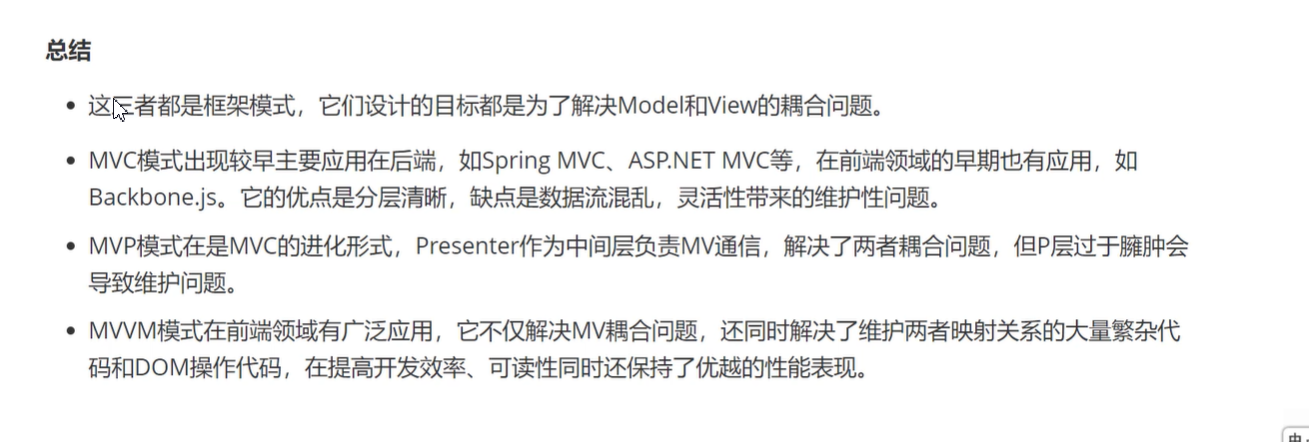 总结
这三者都是框架模式，它们设计的目标都是为了解决Model和View的耦合问题。
MVC模式出现较早主要应用在后端，如Spring MVC、ASP.NET MVC等，在前端领域的早期也有应用，如
Backbone.js。它的优点是分层清晰，缺点是数据流混乱，灵活性带来的维护性问题。
MVP模式在是MVC的进化形式，Presenter作为中间层负责MV通信，解决了两者耦合问题，但P层过于臃肿会
导致维护问题。
MVVM模式在前端领域有广泛应用，它不仅解决MV耦合问题，还同时解决了维护两者映射关系的大量繁杂代
码和DOM操作代码，在提高开发效率、可读性同时还保持了优越的性能表现。